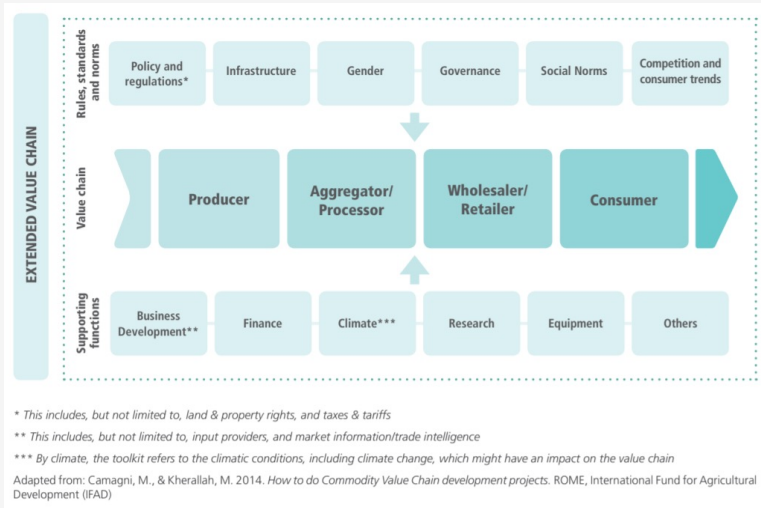 EXTENDED VALUE CHAIN
Rules, standards
and norms
Policy and
regulations*
Infrastructure
Gender
Governance
Social Norms
Competition and
consumer trends
Value chain
Producer
Aggregator/
Processor
Wholesaler/
Retailer
Consumer
Supporting
functions
Business
Development**
Finance
Climate***
Research
Equipment
Others
* This includes, but not limited to, land & property rights, and taxes & tariffs
** This includes, but not limited to, input providers, and market information/trade intelligence
*** By climate, the toolkit refers to the climatic conditions, including climate change, which might have an impact on the value chain
Adapted from: Camagni, M., & Kherallah, M. 2014. How to do Commodity Value Chain development projects. ROME, International Fund for Agricultural
Development (IFAD)